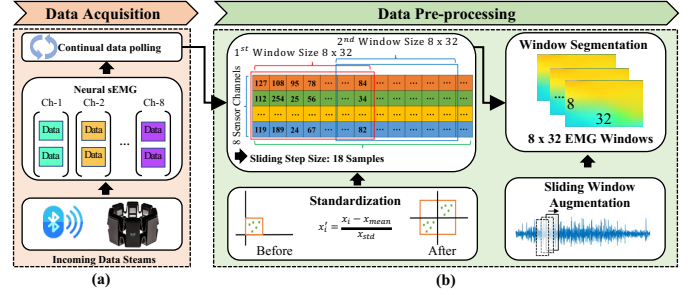 Data Acquisition
Data Pre-processing
(a)
Continual data polling
Neural sEMG
Ch-1 Ch-2 Ch-8
Data Data ... Data
Data Data Data
Incoming Data Streams
(b)
1st Window Size 8 x 32
2nd Window Size 8 x 32
8 Sensor Channels
127 108 95 78 ... ... 84 ... ... ... ... ...
112 254 25 56 ... ... 34 ... ... ... ... ...
... ... ... ... ... ... ... ... ... ... ... ...
119 189 24 67 ... ... 82 ... ... ... ... ...
Sliding Step Size: 18 Samples
Standardization
x′i = (xi − xmean) / xstd
Before
After
Window Segmentation
8
32
8 x 32 EMG Windows
Sliding Window
Augmentation